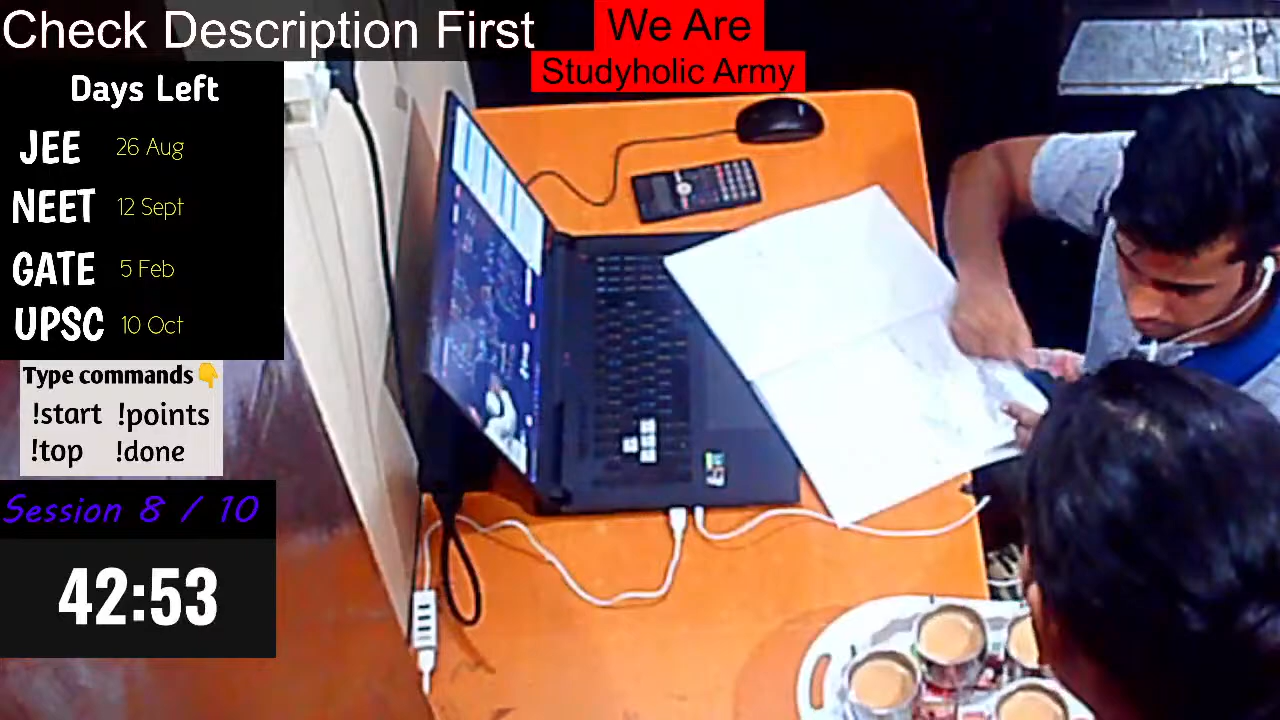 Check Description First
We Are
Studyholic Army
Days Left
JEE 26 Aug
NEET 12 Sept
GATE 5 Feb
UPSC 10 Oct
Type commands👇
!start !points
!top !done
Session 8 / 10
42:53